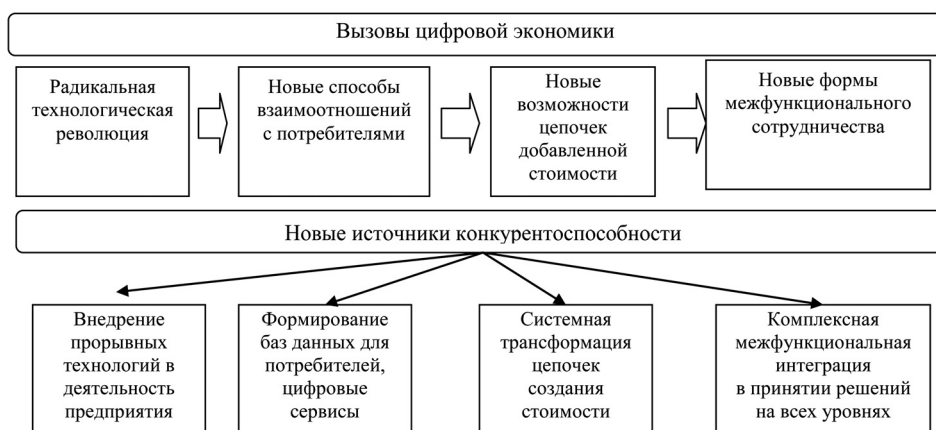 Вызовы цифровой экономики
Радикальная
технологическая
революция
Новые способы
взаимоотношений
с потребителями
Новые
возможности
цепочек
добавленной
стоимости
Новые формы
межфункционального
сотрудничества
Новые источники конкурентоспособности
Внедрение
прорывных
технологий в
деятельность
предприятия
Формирование
баз данных для
потребителей,
цифровые
сервисы
Системная
трансформация
цепочек
создания
стоимости
Комплексная
межфункциональная
интеграция
в принятии решений
на всех уровнях